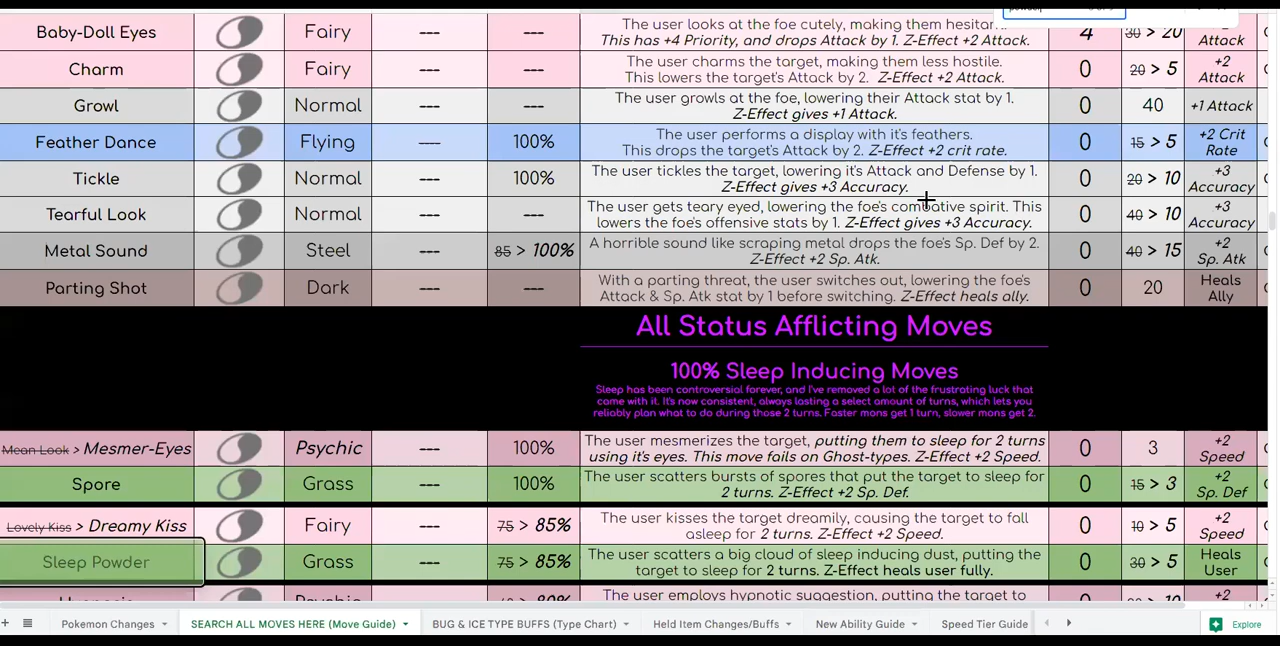 Baby-Doll Eyes Fairy --- --- The user looks at the foe cutely, making them hesitant.
This has +4 Priority, and drops Attack by 1. Z-Effect +2 Attack. 4 30 > 20 Attack
Charm Fairy --- --- The user charms the target, making them less hostile.
This lowers the target's Attack by 2. Z-Effect +2 Attack. 0 20 > 5 +2
Attack
Growl Normal --- --- The user growls at the foe, lowering their Attack stat by 1.
Z-Effect gives +1 Attack. 0 40 +1 Attack
Feather Dance Flying --- 100% The user performs a display with it's feathers.
This drops the target's Attack by 2. Z-Effect +2 crit rate. 0 15 > 5 +2 Crit
Rate
Tickle Normal --- 100% The user tickles the target, lowering it's Attack and Defense by 1.
Z-Effect gives +3 Accuracy. 0 20 > 10 +3
Accuracy
Tearful Look Normal --- --- The user gets teary eyed, lowering the foe's combative spirit. This
lowers the foe's offensive stats by 1. Z-Effect gives +3 Accuracy. 0 40 > 10 +3
Accuracy
Metal Sound Steel --- 85 > 100% A horrible sound like scraping metal drops the foe's Sp. Def by 2.
Z-Effect +2 Sp. Atk. 0 40 > 15 +2
Sp. Atk
Parting Shot Dark --- --- With a parting threat, the user switches out, lowering the foe's
Attack & Sp. Atk stat by 1 before switching. Z-Effect heals ally. 0 20 Heals
Ally
All Status Afflicting Moves
100% Sleep Inducing Moves
Sleep has been controversial forever, and I've removed a lot of the frustrating luck that
came with it. It's now consistent, always lasting a select amount of turns, which lets you
reliably plan what to do during those 2 turns. Faster mons get 1 turn, slower mons get 2.
Mean Look > Mesmer-Eyes Psychic --- 100% The user mesmerizes the target, putting them to sleep for 2 turns
using it's eyes. This move fails on Ghost-types. Z-Effect +2 Speed. 0 3 +2
Speed
Spore Grass --- 100% The user scatters bursts of spores that put the target to sleep for
2 turns. Z-Effect +2 Sp. Def. 0 15 > 3 +2
Sp. Def
Lovely Kiss > Dreamy Kiss Fairy --- 75 > 85% The user kisses the target dreamily, causing the target to fall
asleep for 2 turns. Z-Effect +2 Speed. 0 10 > 5 +2
Speed
Sleep Powder Grass --- 75 > 85% The user scatters a big cloud of sleep inducing dust, putting the
target to sleep for 2 turns. Z-Effect heals user fully. 0 30 > 5 Heals
User
The user employs hypnotic suggestion, putting the target to +2
+ Pokemon Changes SEARCH ALL MOVES HERE (Move Guide) BUG & ICE TYPE BUFFS (Type Chart) Held Item Changes/Buffs New Ability Guide Speed Tier Guide Explore